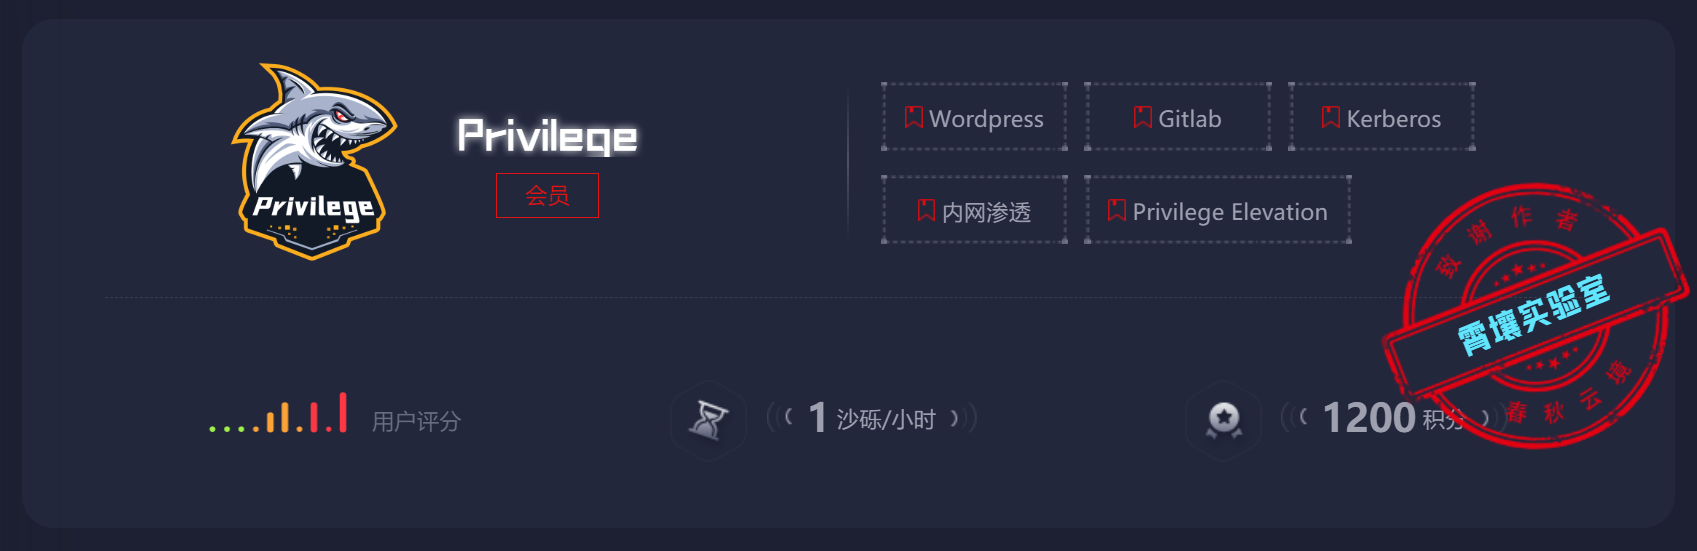 Privilege
Privilege
会员
Wordpress
Gitlab
Kerberos
内网渗透
Privilege Elevation
致谢作者
霄壤实验室
春秋云境
用户评分
1 沙砾/小时
1200 积分